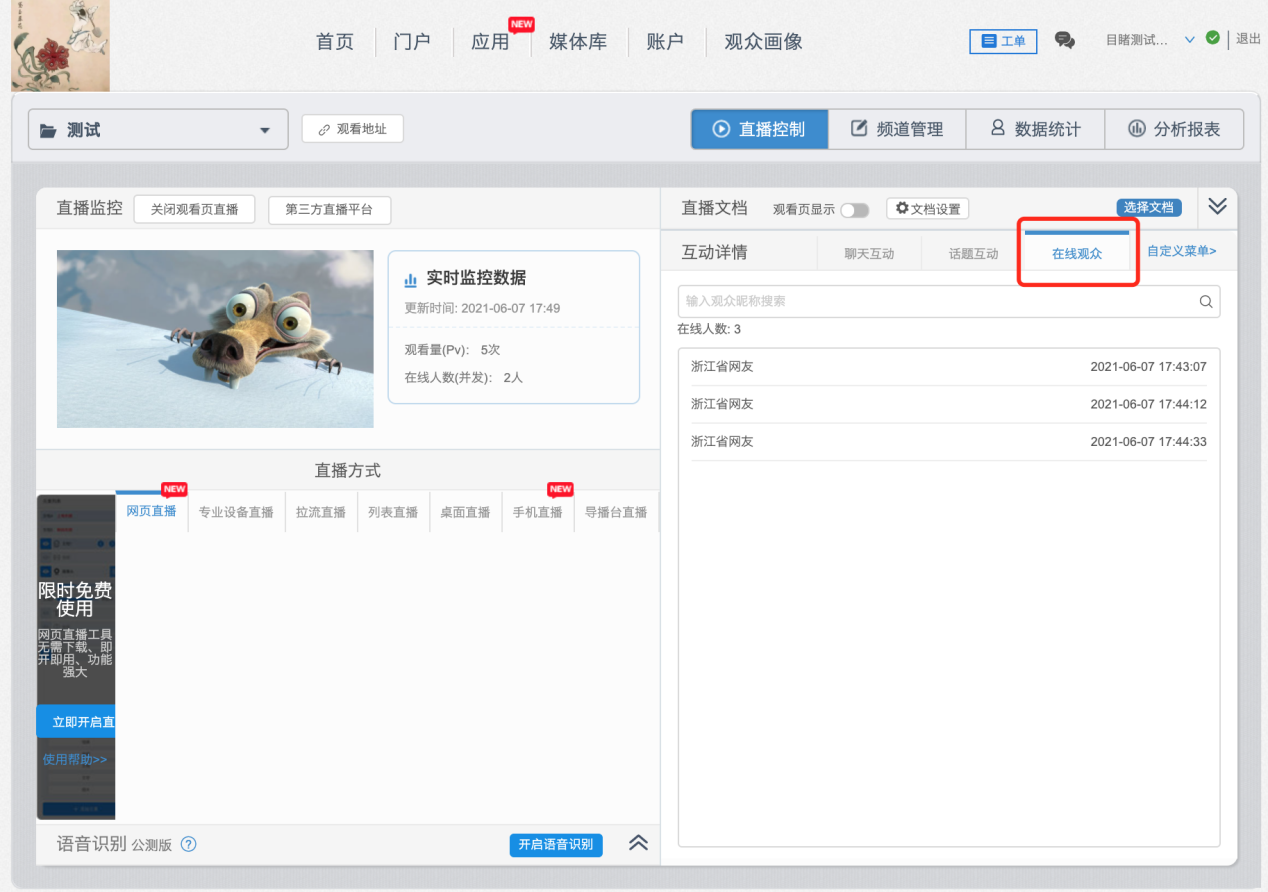 首页
门户
应用
NEW
媒体库
账户
观众画像
工单
目睹测试...
退出
测试
观看地址
直播控制
频道管理
数据统计
分析报表
直播监控
关闭观看页直播
第三方直播平台
实时监控数据
更新时间: 2021-06-07 17:49
观看量(Pv): 5次
在线人数(并发): 2人
直播方式
网页直播
NEW
专业设备直播
拉流直播
列表直播
桌面直播
手机直播
NEW
导播台直播
限时免费
使用
网页直播工具
无需下载、即
开即用、功能
强大
立即开启直
使用帮助>>
语音识别 公测版 ?
开启语音识别
直播文档
观看页显示
文档设置
选择文档
互动详情
聊天互动
话题互动
在线观众
自定义菜单>
输入观众昵称搜索
在线人数: 3
浙江省网友 2021-06-07 17:43:07
浙江省网友 2021-06-07 17:44:12
浙江省网友 2021-06-07 17:44:33